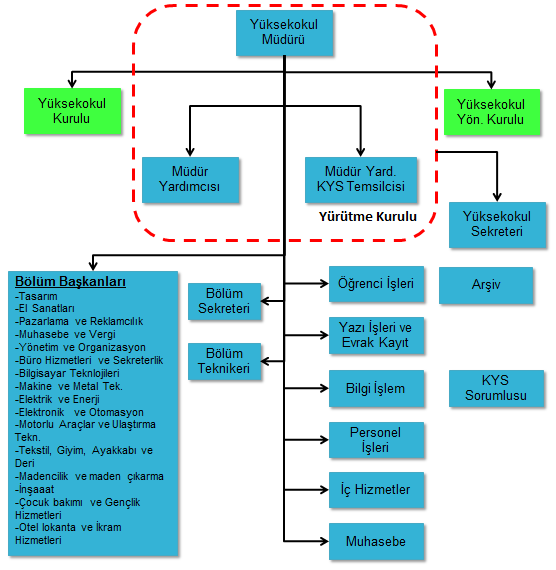 Yüksekokul
Müdürü
Yüksekokul
Kurulu
Yüksekokul
Yön. Kurulu
Müdür
Yardımcısı
Müdür Yard.
KYS Temsilcisi
Yürütme Kurulu
Yüksekokul
Sekreteri
Bölüm Başkanları
-Tasarım
-El Sanatları
-Pazarlama ve Reklamcılık
-Muhasebe ve Vergi
-Yönetim ve Organizasyon
-Büro Hizmetleri ve Sekreterlik
-Bilgisayar Teknlojileri
-Makine ve Metal Tek.
-Elektrik ve Enerji
-Elektronik ve Otomasyon
-Motorlu Araçlar ve Ulaştırma
Tekn.
-Tekstil, Giyim, Ayakkabı ve
Deri
-Madencilik ve maden çıkarma
-İnşaaat
-Çocuk bakımı ve Gençlik
Hizmetleri
-Otel lokanta ve İkram
Hizmetleri
Bölüm
Sekreteri
Bölüm
Teknikeri
Öğrenci İşleri
Yazı İşleri ve
Evrak Kayıt
Bilgi İşlem
Personel
İşleri
İç Hizmetler
Muhasebe
Arşiv
KYS
Sorumlusu